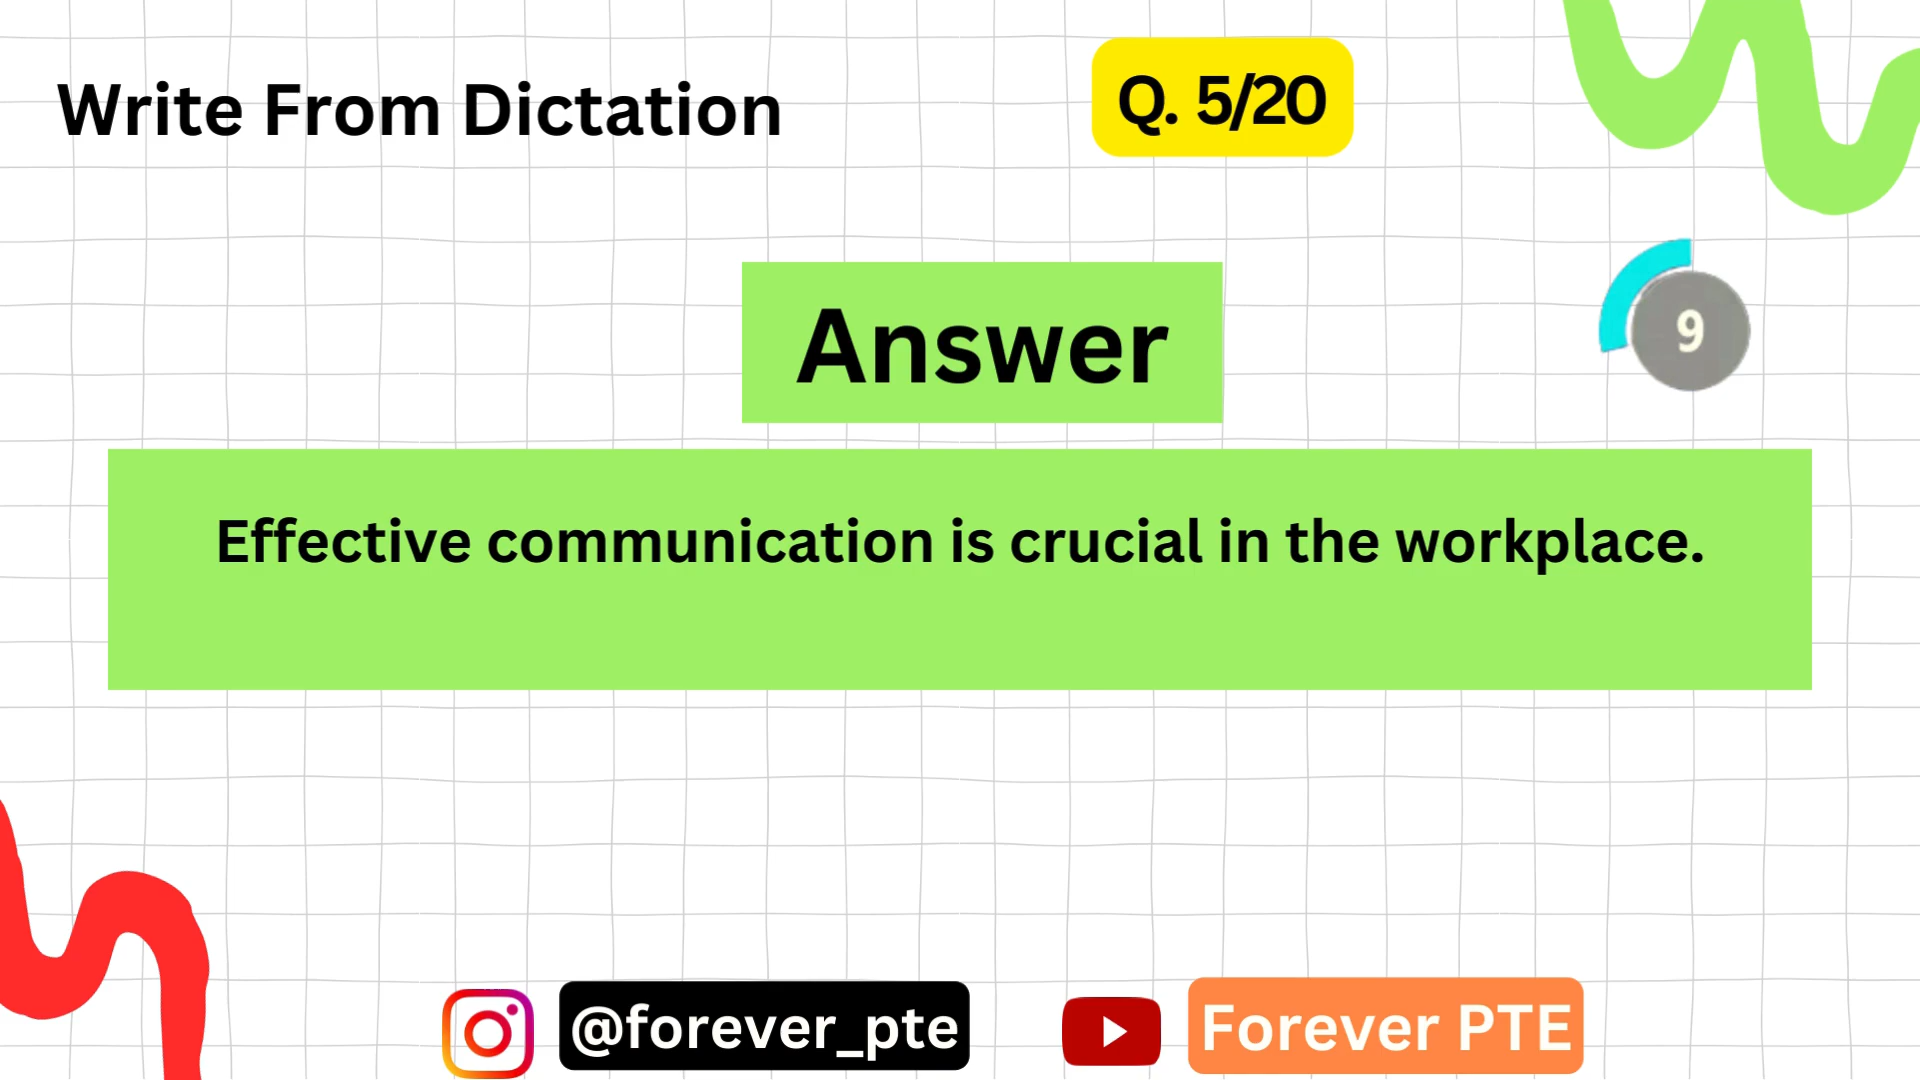 Write From Dictation
Q. 5/20
Answer
9
Effective communication is crucial in the workplace.
@forever_pte
Forever PTE